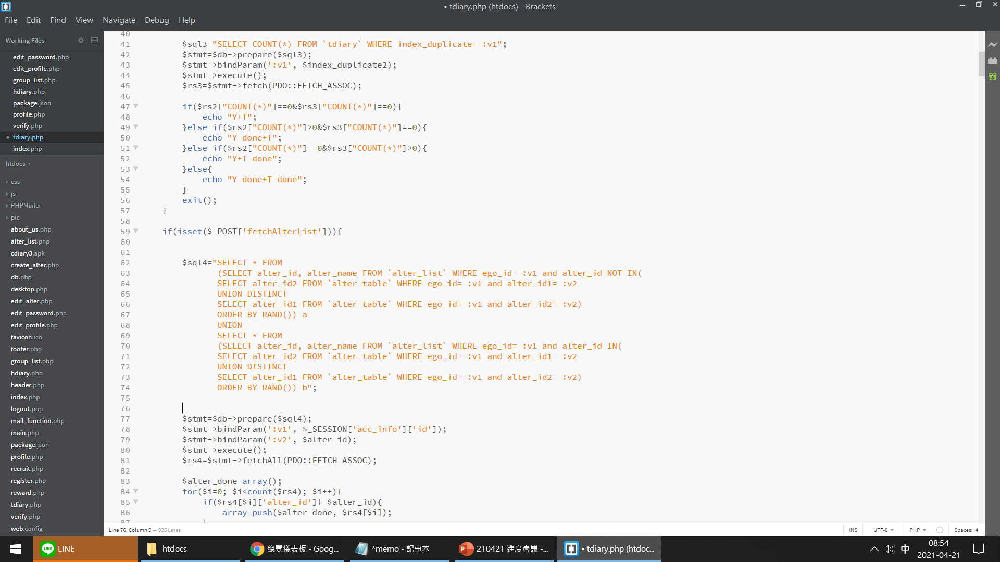 • tdiary.php (htdocs) - Brackets
File Edit Find View Navigate Debug Help
Working Files
edit_password.php
edit_profile.php
group_list.php
hdiary.php
package.json
profile.php
verify.php
• tdiary.php
index.php
htdocs
css
js
PHPMailer
pic
about_us.php
alter_list.php
cdiary3.apk
create_alter.php
db.php
desktop.php
edit_alter.php
edit_password.php
edit_profile.php
favicon.ico
footer.php
group_list.php
hdiary.php
header.php
index.php
logout.php
mail_function.php
main.php
package.json
profile.php
recruit.php
register.php
reward.php
tdiary.php
verify.php
web.config
40
41 $sql3="SELECT COUNT(*) FROM `tdiary` WHERE index_duplicate= :v1";
42 $stmt=$db->prepare($sql3);
43 $stmt->bindParam(':v1', $index_duplicate2);
44 $stmt->execute();
45 $rs3=$stmt->fetch(PDO::FETCH_ASSOC);
46
47 if($rs2["COUNT(*)"]==0&$rs3["COUNT(*)"]==0){
48 echo "Y+T";
49 }else if($rs2["COUNT(*)"]>0&$rs3["COUNT(*)"]==0){
50 echo "Y done+T";
51 }else if($rs2["COUNT(*)"]==0&$rs3["COUNT(*)"]>0){
52 echo "Y+T done";
53 }else{
54 echo "Y done+T done";
55 }
56 exit();
57 }
58
59 if(isset($_POST['fetchAlterList'])){
60
61
62 $sql4="SELECT * FROM
63 (SELECT alter_id, alter_name FROM `alter_list` WHERE ego_id= :v1 and alter_id NOT IN(
64 SELECT alter_id2 FROM `alter_table` WHERE ego_id= :v1 and alter_id1= :v2
65 UNION DISTINCT
66 SELECT alter_id1 FROM `alter_table` WHERE ego_id= :v1 and alter_id2= :v2)
67 ORDER BY RAND()) a
68 UNION
69 SELECT * FROM
70 (SELECT alter_id, alter_name FROM `alter_list` WHERE ego_id= :v1 and alter_id IN(
71 SELECT alter_id2 FROM `alter_table` WHERE ego_id= :v1 and alter_id1= :v2
72 UNION DISTINCT
73 SELECT alter_id1 FROM `alter_table` WHERE ego_id= :v1 and alter_id2= :v2)
74 ORDER BY RAND()) b";
75
76
77 $stmt=$db->prepare($sql4);
78 $stmt->bindParam(':v1', $_SESSION['acc_info']['id']);
79 $stmt->bindParam(':v2', $alter_id);
80 $stmt->execute();
81 $rs4=$stmt->fetchAll(PDO::FETCH_ASSOC);
82
83 $alter_done=array();
84 for($i=0; $i<count($rs4); $i++){
85 if($rs4[$i]['alter_id']!=$alter_id){
86 array_push($alter_done, $rs4[$i]);
87 }
Line 76, Column 9 — 925 Lines
INS UTF-8 PHP Spaces: 4
LINE
htdocs
總覽儀表板 - Goog...
*memo - 記事本
210421 進度會議 -...
• tdiary.php (htdoc...
中
08:54
2021-04-21